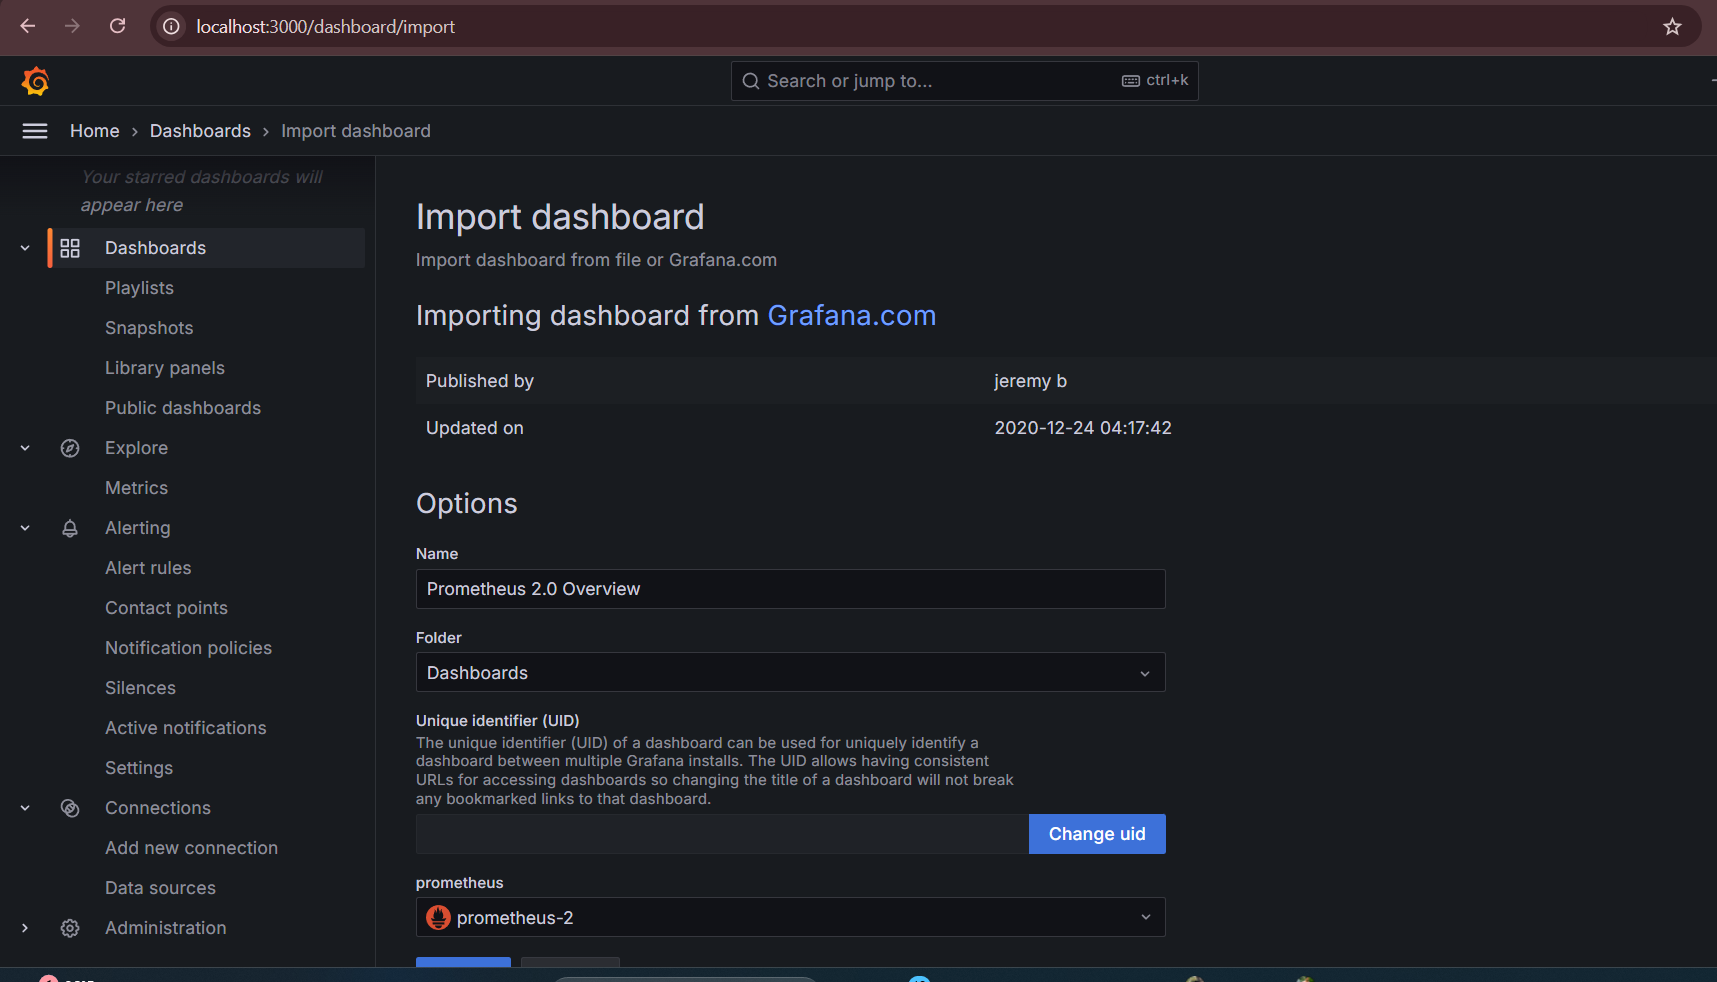 localhost:3000/dashboard/import
Search or jump to...
ctrl+k
Home › Dashboards › Import dashboard
Your starred dashboards will
appear here
Dashboards
Playlists
Snapshots
Library panels
Public dashboards
Explore
Metrics
Alerting
Alert rules
Contact points
Notification policies
Silences
Active notifications
Settings
Connections
Add new connection
Data sources
Administration
Import dashboard
Import dashboard from file or Grafana.com
Importing dashboard from Grafana.com
Published by jeremy b
Updated on 2020-12-24 04:17:42
Options
Name
Prometheus 2.0 Overview
Folder
Dashboards
Unique identifier (UID)
The unique identifier (UID) of a dashboard can be used for uniquely identify a
dashboard between multiple Grafana installs. The UID allows having consistent
URLs for accessing dashboards so changing the title of a dashboard will not break
any bookmarked links to that dashboard.
Change uid
prometheus
prometheus-2